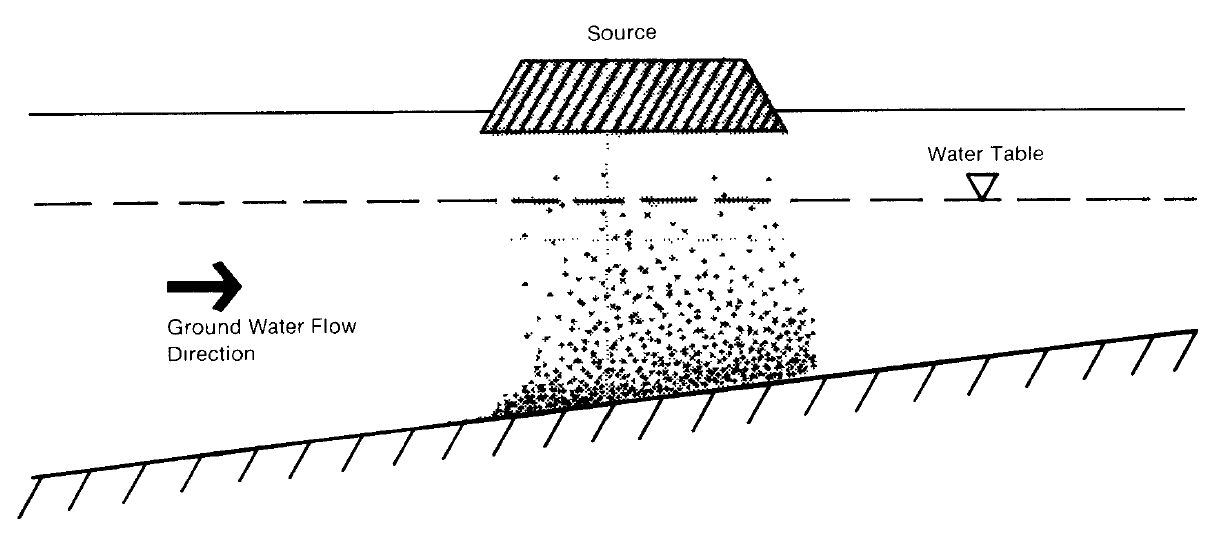 Source
Water Table
Ground Water Flow
Direction